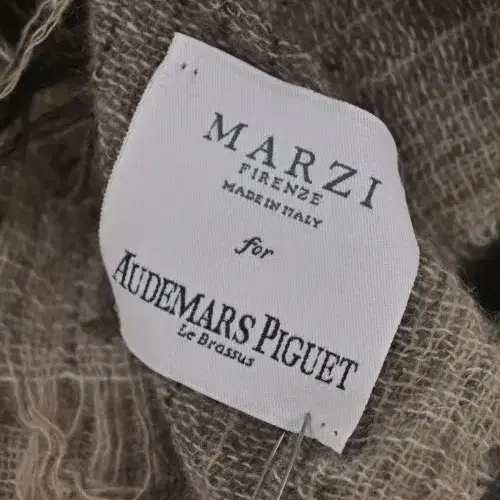 MARZI
FIRENZE
MADE IN ITALY
for
AUDEMARS PIGUET
Le Brassus